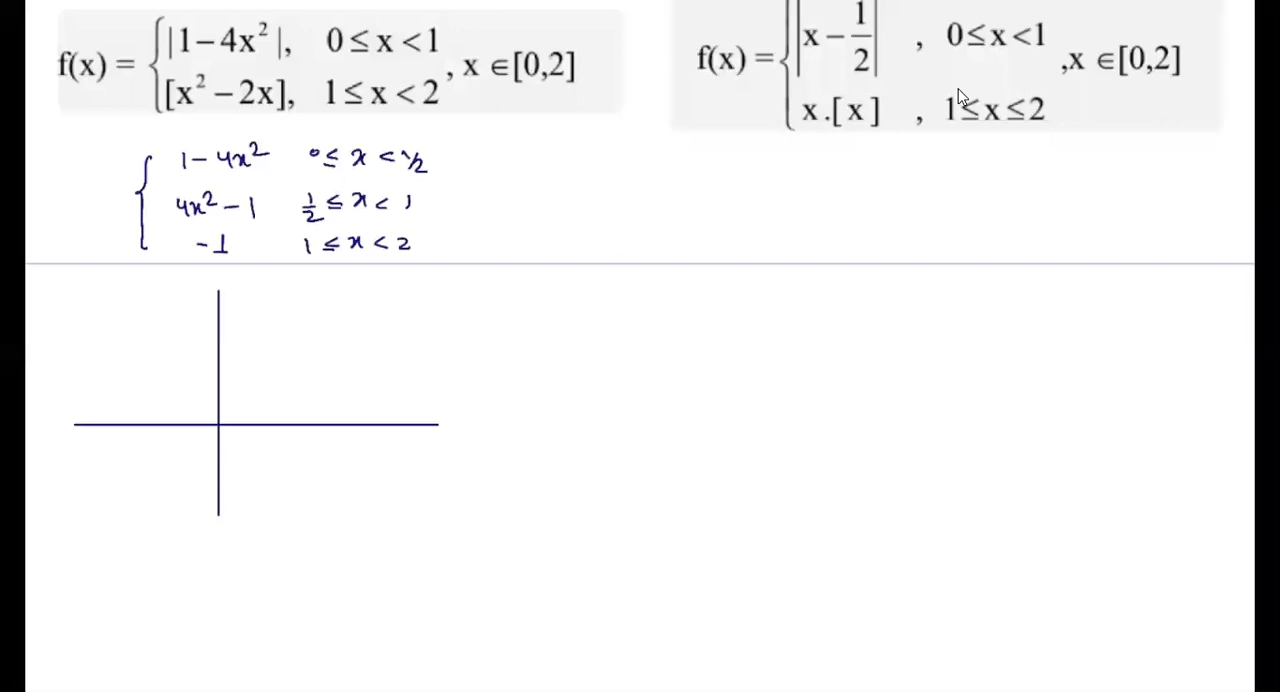 f(x) = { |1 – 4x²|, 0 ≤ x < 1
[x² – 2x], 1 ≤ x < 2 , x ∈ [0,2]
1 – 4x² 0 ≤ x < 1/2
4x² – 1 1/2 ≤ x < 1
-1 1 ≤ x < 2
f(x) = { |x – 1/2| , 0 ≤ x < 1
x.[x] , 1 ≤ x ≤ 2 ,x ∈ [0,2]